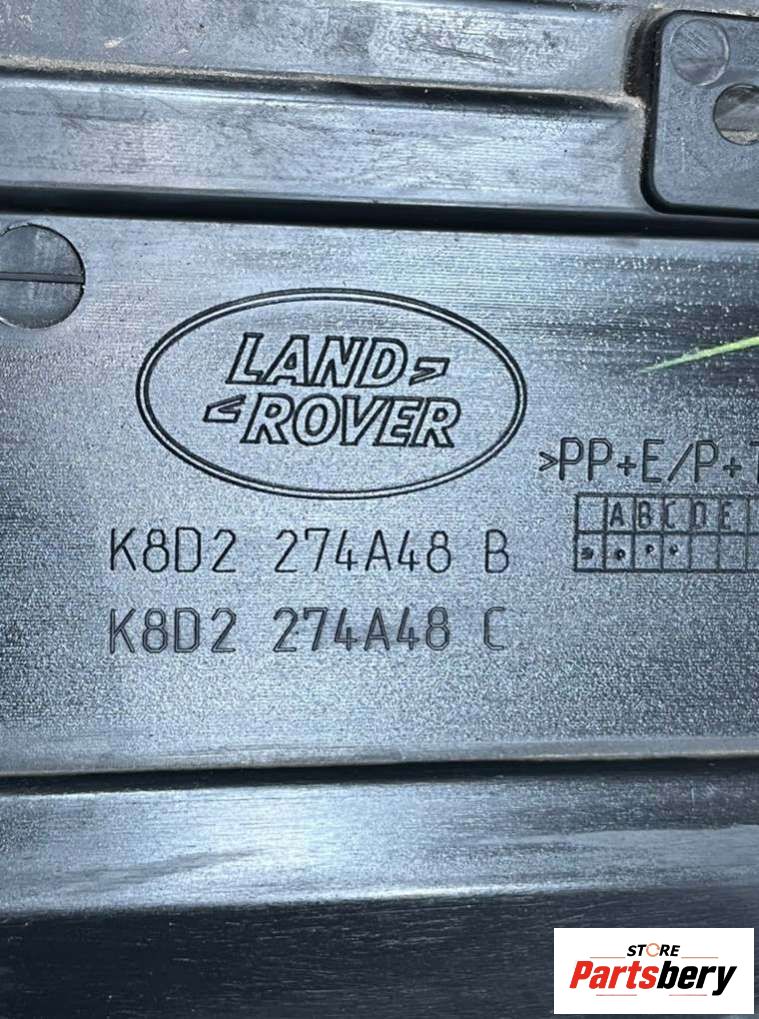 LAND
ROVER
>PP+E/P+
A B C D E
K8D2 274A48 B
K8D2 274A48 C
STORE
Partsbery